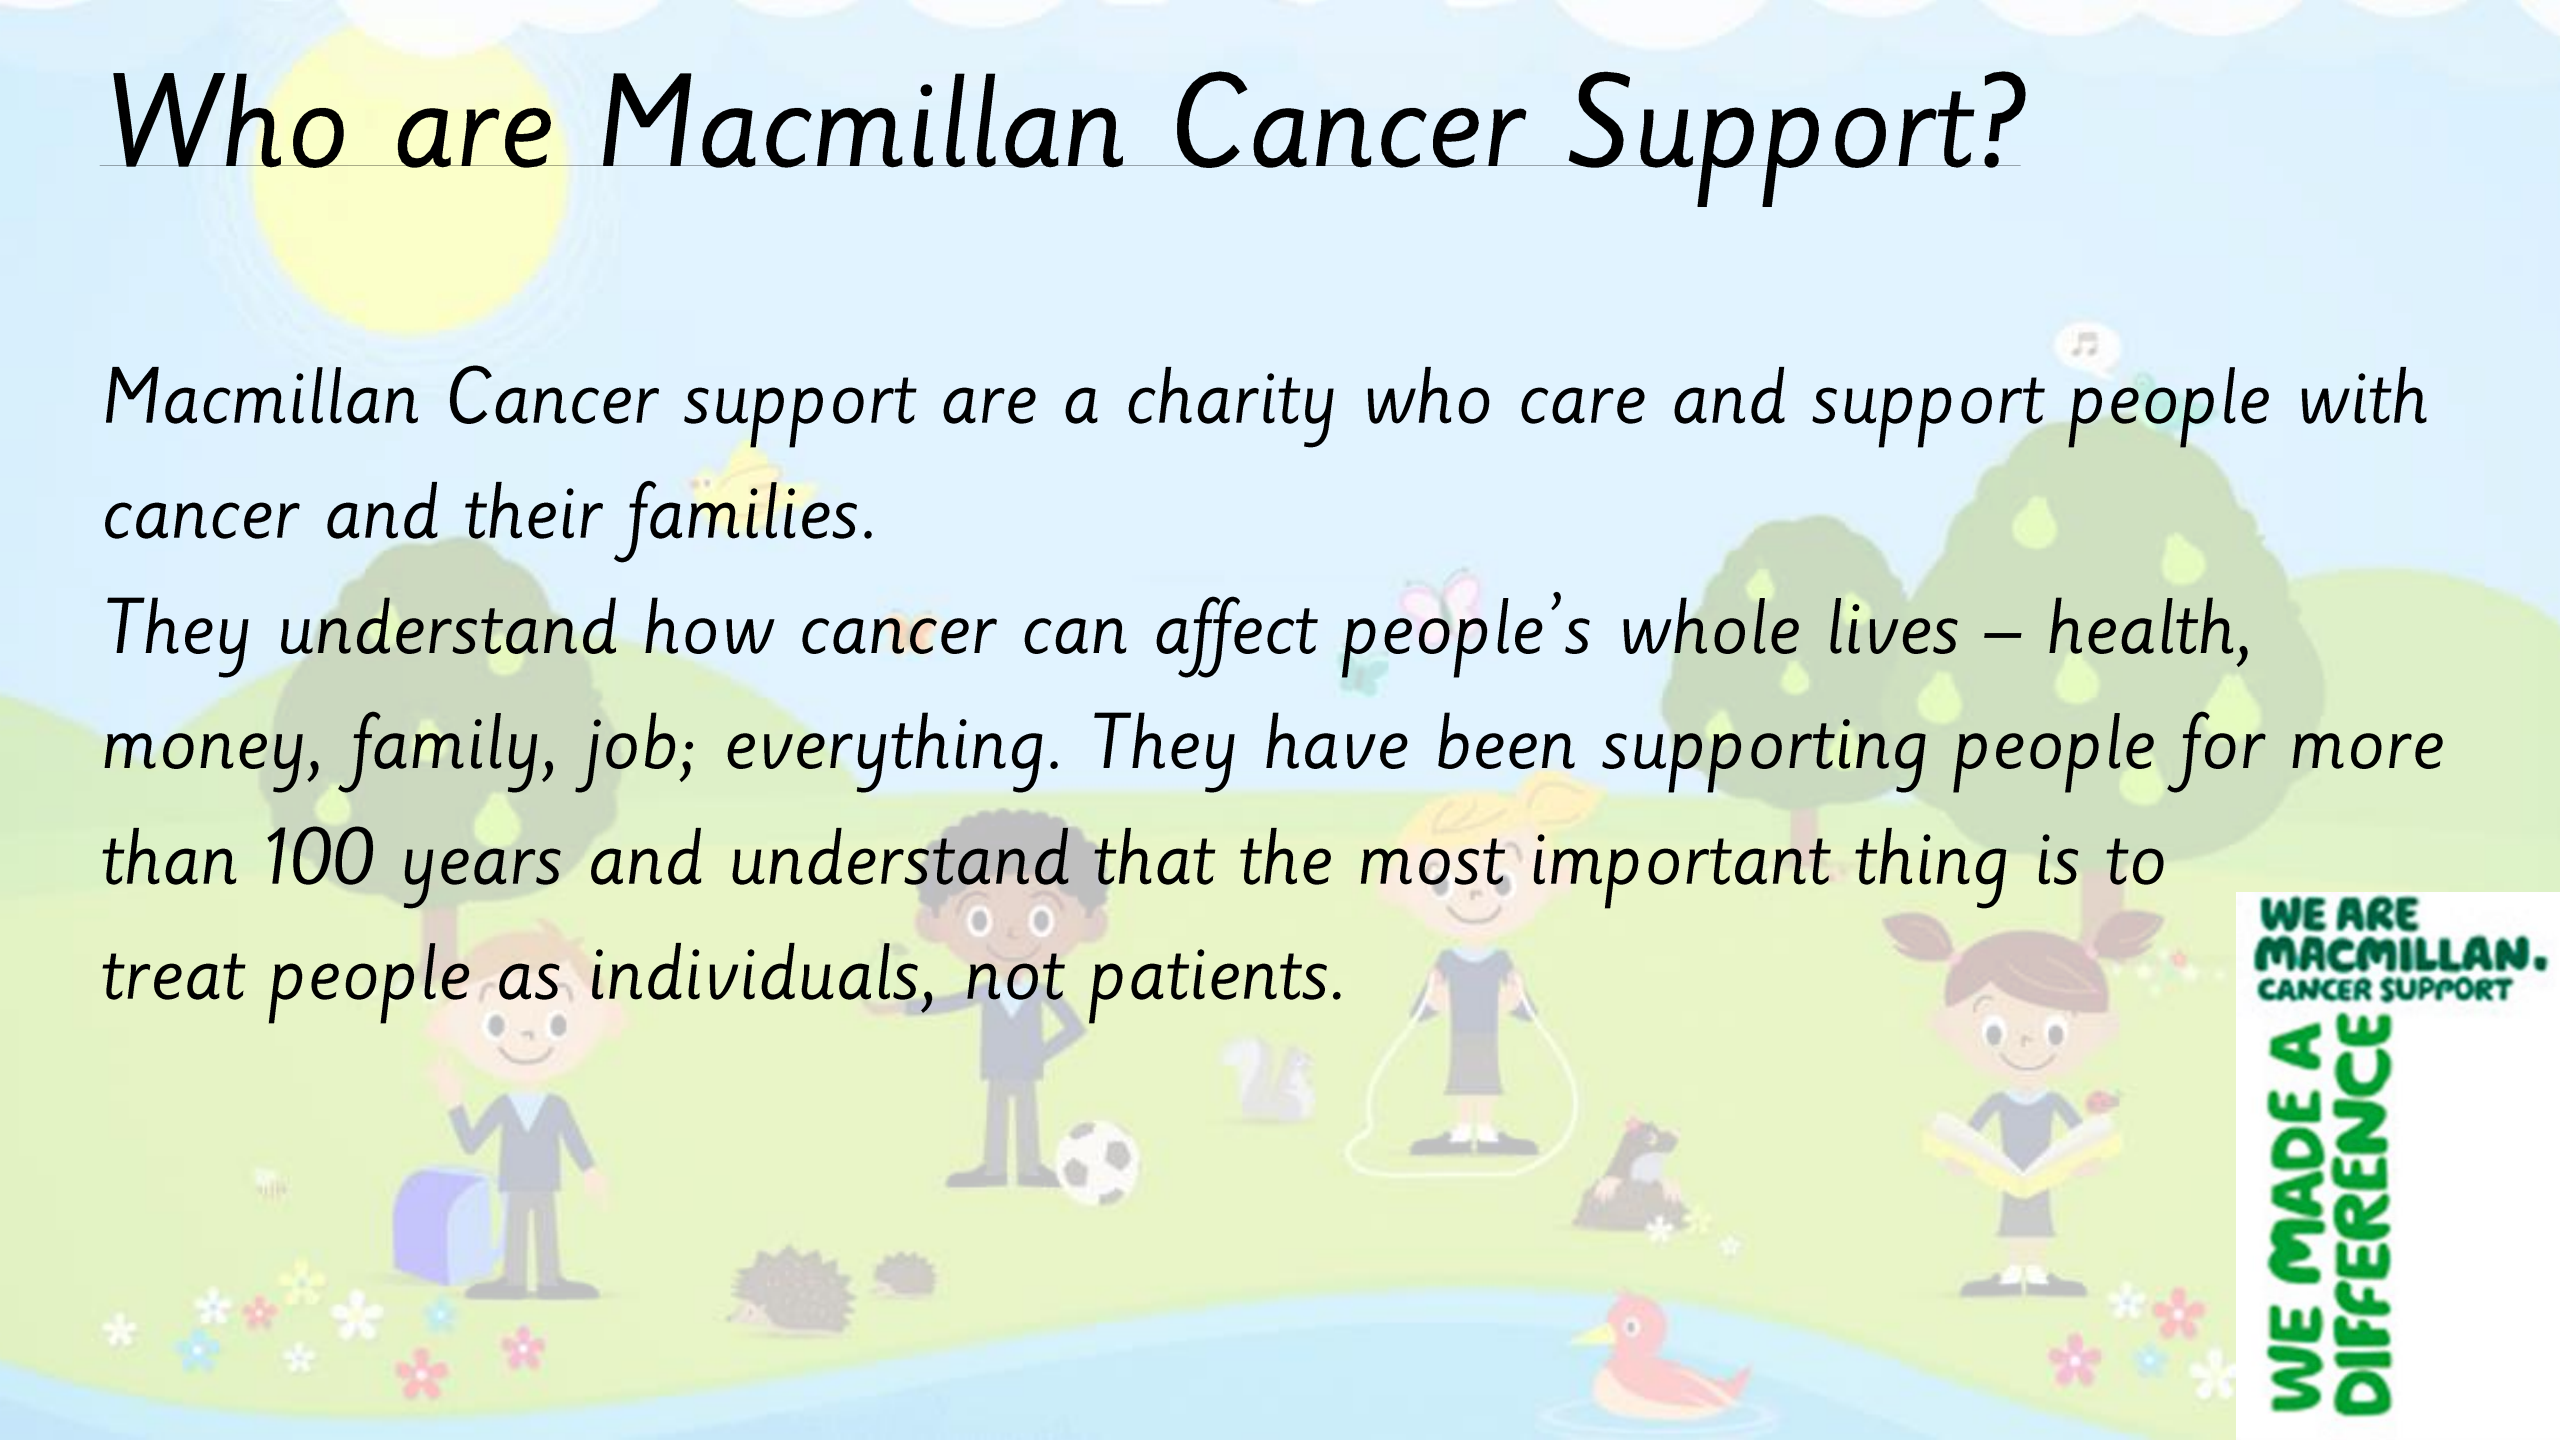 Who are Macmillan Cancer Support?
Macmillan Cancer support are a charity who care and support people with
cancer and their families.
They understand how cancer can affect people’s whole lives – health,
money, family, job; everything. They have been supporting people for more
than 100 years and understand that the most important thing is to
treat people as individuals, not patients.
WE ARE
MACMILLAN.
CANCER SUPPORT
WE MADE A
DIFFERENCE